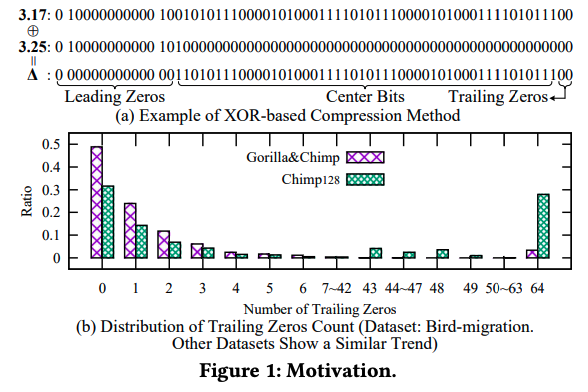 3.17: 0 10000000000 1001010111000010100011110101110000101000111101011100
⊕
3.25: 0 10000000000 1010000000000000000000000000000000000000000000000000
=
Δ : 0 00000000000 0011010111000010100011110101110000101000111101011100
Leading Zeros Center Bits Trailing Zeros
(a) Example of XOR-based Compression Method
0.5
0.4
0.3
0.2
0.1
0
Ratio
Gorilla&Chimp
Chimp128
0 1 2 3 4 5 6 7~42 43 44~47 48 49 50~63 64
Number of Trailing Zeros
(b) Distribution of Trailing Zeros Count (Dataset: Bird-migration.
Other Datasets Show a Similar Trend)
Figure 1: Motivation.